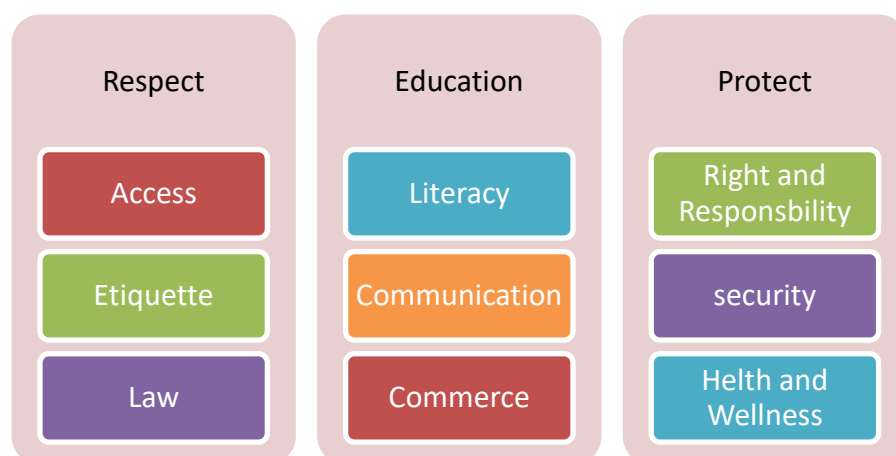 Respect
Access
Etiquette
Law
Education
Literacy
Communication
Commerce
Protect
Right and
Responsbility
security
Helth and
Wellness